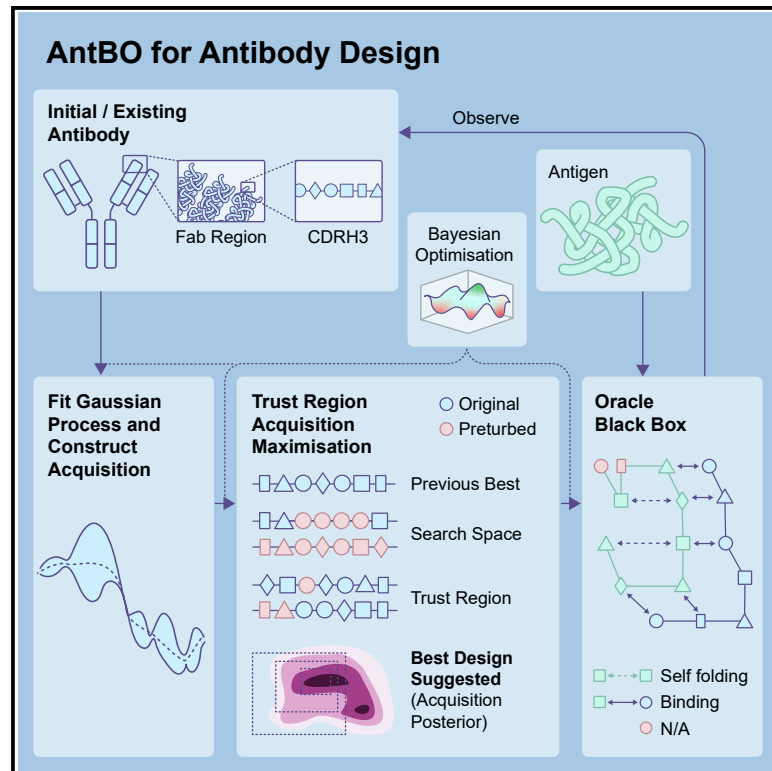 AntBO for Antibody Design
Initial / Existing
Antibody
Fab Region
CDRH3
Observe
Antigen
Bayesian
Optimisation
Fit Gaussian
Process and
Construct
Acquisition
Trust Region
Acquisition
Maximisation
Original
Preturbed
Previous Best
Search Space
Trust Region
Best Design
Suggested
(Acquisition
Posterior)
Oracle
Black Box
Self folding
Binding
N/A